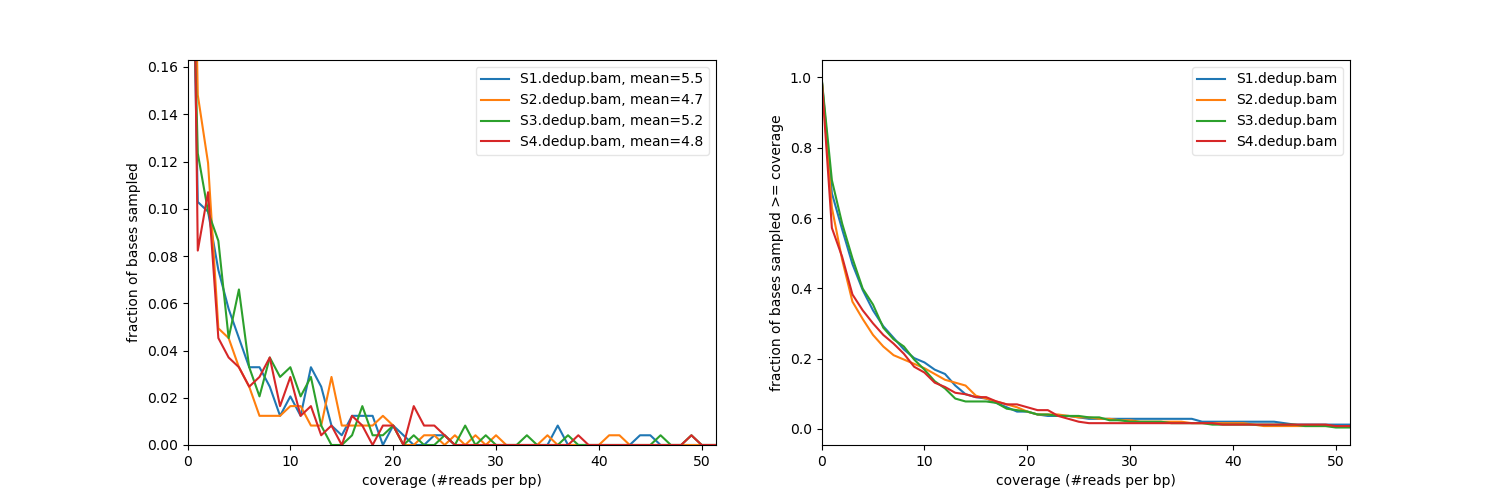 S1.dedup.bam, mean=5.5
S2.dedup.bam, mean=4.7
S3.dedup.bam, mean=5.2
S4.dedup.bam, mean=4.8
fraction of bases sampled
0.16
0.14
0.12
0.10
0.08
0.06
0.04
0.02
0.00
0 10 20 30 40 50
coverage (#reads per bp)
S1.dedup.bam
S2.dedup.bam
S3.dedup.bam
S4.dedup.bam
fraction of bases sampled >= coverage
1.0
0.8
0.6
0.4
0.2
0.0
0 10 20 30 40 50
coverage (#reads per bp)